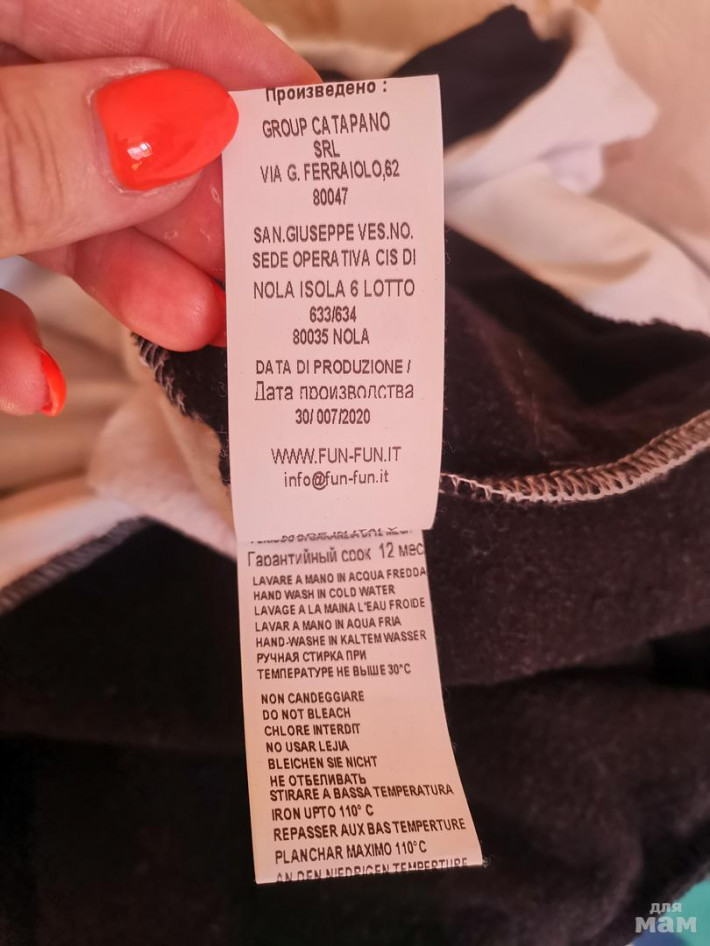 Произведено :
GROUP CATAPANO
SRL
VIA G. FERRAIOLO,62
80047
SAN.GIUSEPPE VES.NO.
SEDE OPERATIVA CIS DI
NOLA ISOLA 6 LOTTO
633/634
80035 NOLA
DATA DI PRODUZIONE /
Дата производства
30/ 007/2020
WWW.FUN-FUN.IT
info@fun-fun.it
Гарантийный срок 12 мес
LAVARE A MANO IN ACQUA FREDDA
HAND WASH IN COLD WATER
LAVAGE A LA MAINA L'EAU FROIDE
LAVAR A MANO IN AQUA FRIA
HAND-WASHE IN KALTEM WASSER
РУЧНАЯ СТИРКА ПРИ
ТЕМПЕРАТУРЕ НЕ ВЫШЕ 30°С
NON CANDEGGIARE
DO NOT BLEACH
CHLORE INTERDIT
NO USAR LEJIA
BLEICHEN SIE NICHT
НЕ ОТБЕЛИВАТЬ
STIRARE A BASSA TEMPERATURA
IRON UPTO 110° C
REPASSER AUX BAS TEMPERTURE
PLANCHAR MAXIMO 110°C
AN DEN NIEDRIGEN TEMPERTURE
для
мам